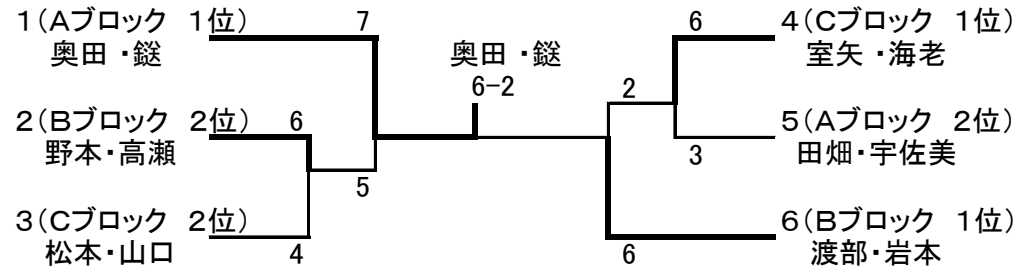 1(Aブロック 1位)
奥田 ・鎹
7
奥田 ・鎹
6-2
6
4(Cブロック 1位)
室矢 ・海老
2
2(Bブロック 2位)
野本・高瀬
6
5
5(Aブロック 2位)
田畑・宇佐美
3
3(Cブロック 2位)
松本・山口
4
6(Bブロック 1位)
渡部・岩本
6